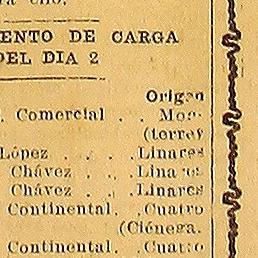 ENTO DE CARGA
DEL DIA 2
Origen
Comercial . . Mon-
(terrey
López . . . . Linares
Chávez . . . Linares
Chávez . . . Linares
Continental. . Cuatro
(Ciénega.
Continental. . Cuatro